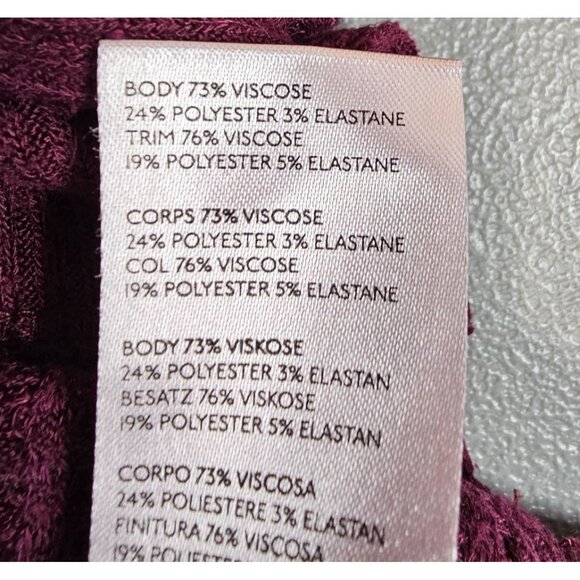 BODY 73% VISCOSE
24% POLYESTER 3% ELASTANE
TRIM 76% VISCOSE
19% POLYESTER 5% ELASTANE
CORPS 73% VISCOSE
24% POLYESTER 3% ELASTANE
COL 76% VISCOSE
19% POLYESTER 5% ELASTANE
BODY 73% VISKOSE
24% POLYESTER 3% ELASTAN
BESATZ 76% VISKOSE
19% POLYESTER 5% ELASTAN
CORPO 73% VISCOSA
24% POLIESTERE 3% ELASTAN
FINITURA 76% VISCOSA
19%